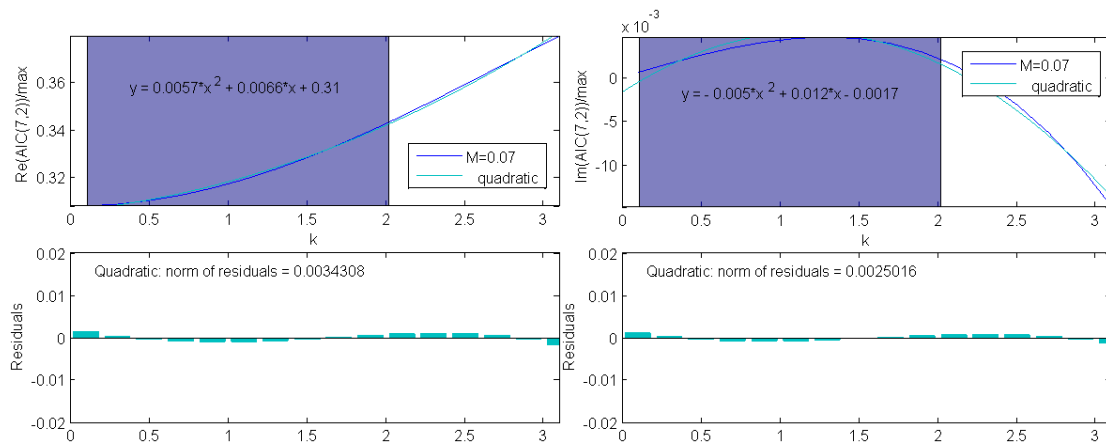 Re(AIC(7,2))/max
0.36
0.34
0.32
y = 0.0057*x 2 + 0.0066*x + 0.31
M=0.07
quadratic
0 0.5 1 1.5 2 2.5 3
k
x 10 -3
Im(AIC(7,2))/max
0
-5
-10
y = - 0.005*x 2 + 0.012*x - 0.0017
M=0.07
quadratic
0 0.5 1 1.5 2 2.5 3
k
Residuals
0.02
0.01
0
-0.01
-0.02
Quadratic: norm of residuals = 0.0034308
0 0.5 1 1.5 2 2.5 3
Residuals
0.02
0.01
0
-0.01
-0.02
Quadratic: norm of residuals = 0.0025016
0 0.5 1 1.5 2 2.5 3